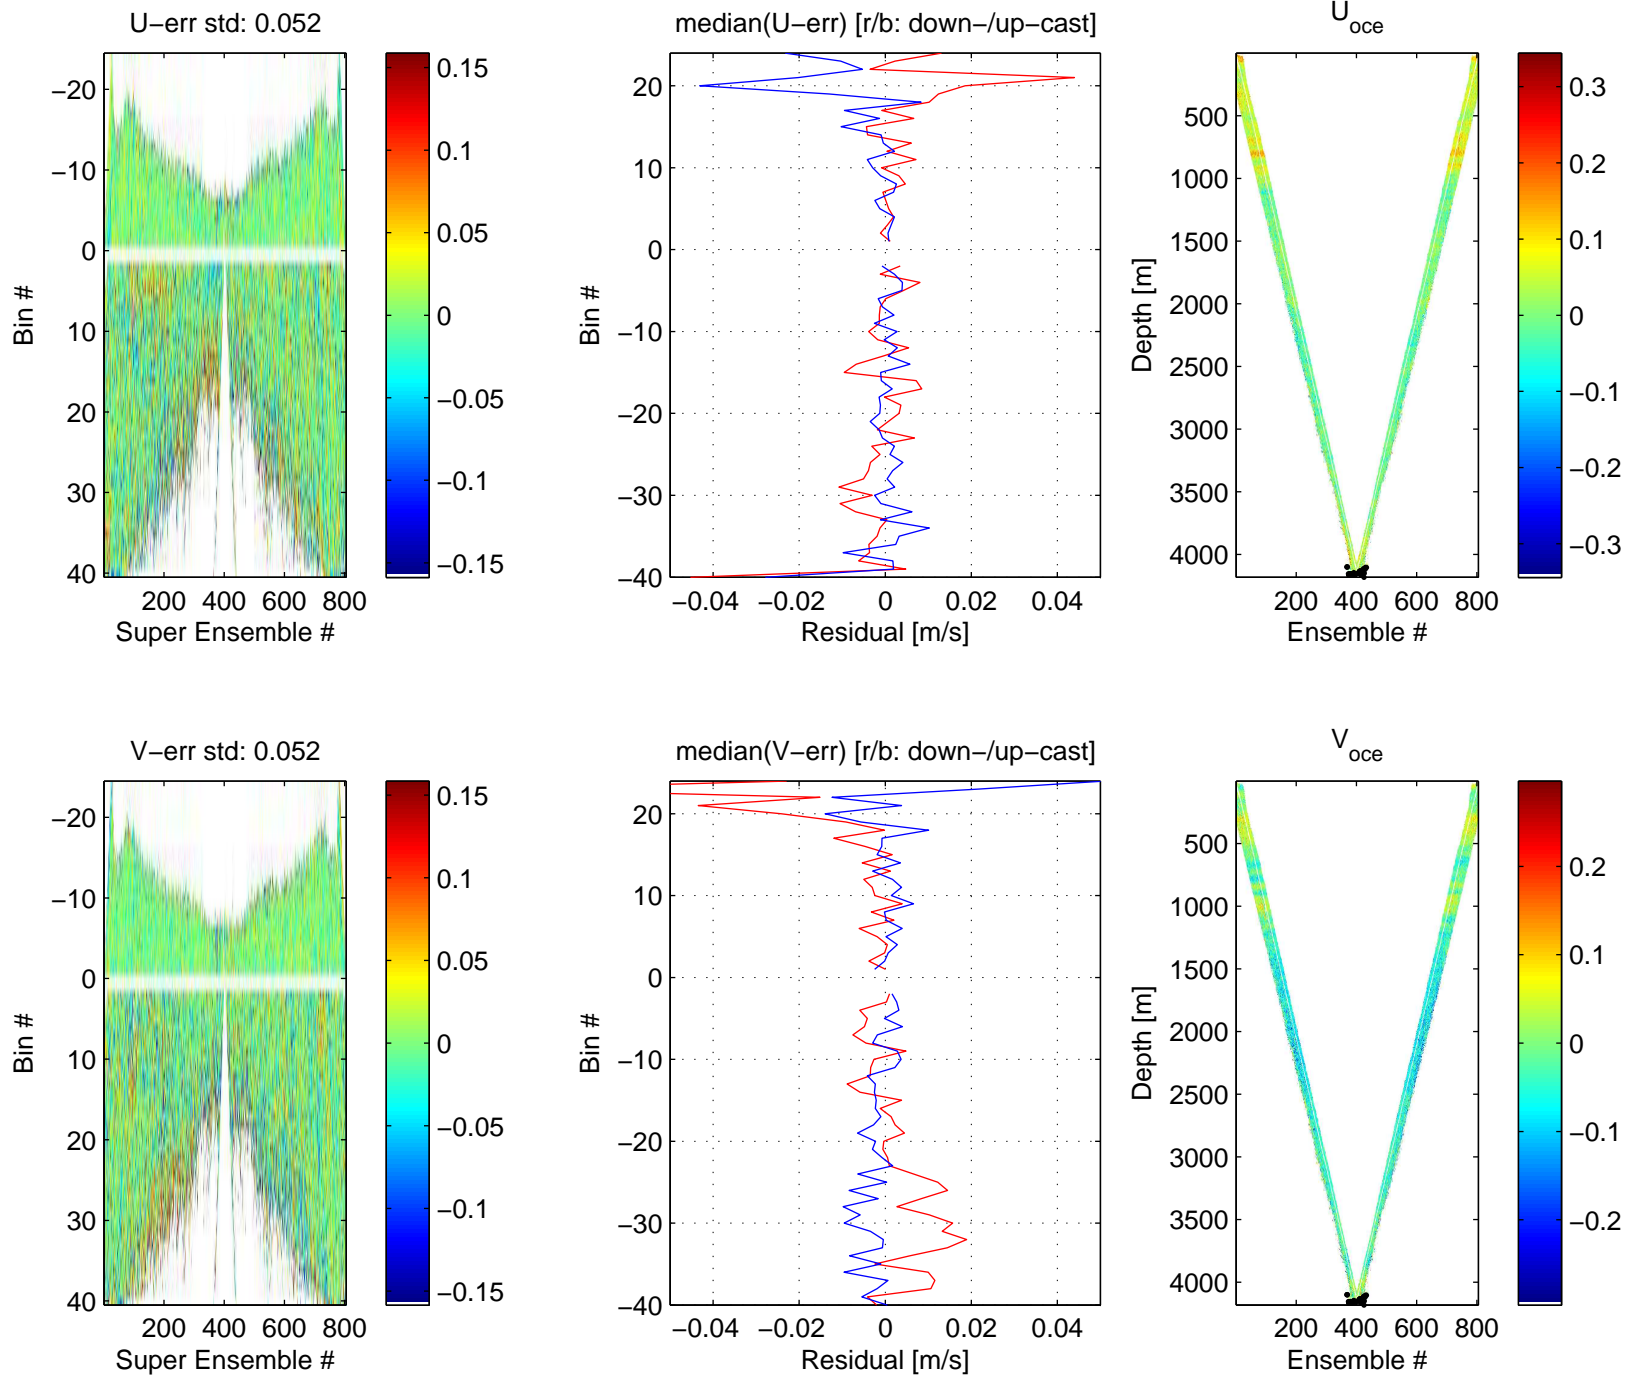 U−err std: 0.052
median(U−err) [r/b: down−/up−cast]
U_oce
−20
−10
0
10
20
30
40
Bin #
200 400 600 800
Super Ensemble #
0.15
0.1
0.05
0
−0.05
−0.1
−0.15
20
10
0
−10
−20
−30
−40
Bin #
−0.04 −0.02 0 0.02 0.04
Residual [m/s]
500
1000
1500
2000
2500
3000
3500
4000
Depth [m]
200 400 600 800
Ensemble #
0.3
0.2
0.1
0
−0.1
−0.2
−0.3
V−err std: 0.052
median(V−err) [r/b: down−/up−cast]
V_oce
−20
−10
0
10
20
30
40
Bin #
200 400 600 800
Super Ensemble #
0.15
0.1
0.05
0
−0.05
−0.1
−0.15
20
10
0
−10
−20
−30
−40
Bin #
−0.04 −0.02 0 0.02 0.04
Residual [m/s]
500
1000
1500
2000
2500
3000
3500
4000
Depth [m]
200 400 600 800
Ensemble #
0.2
0.1
0
−0.1
−0.2